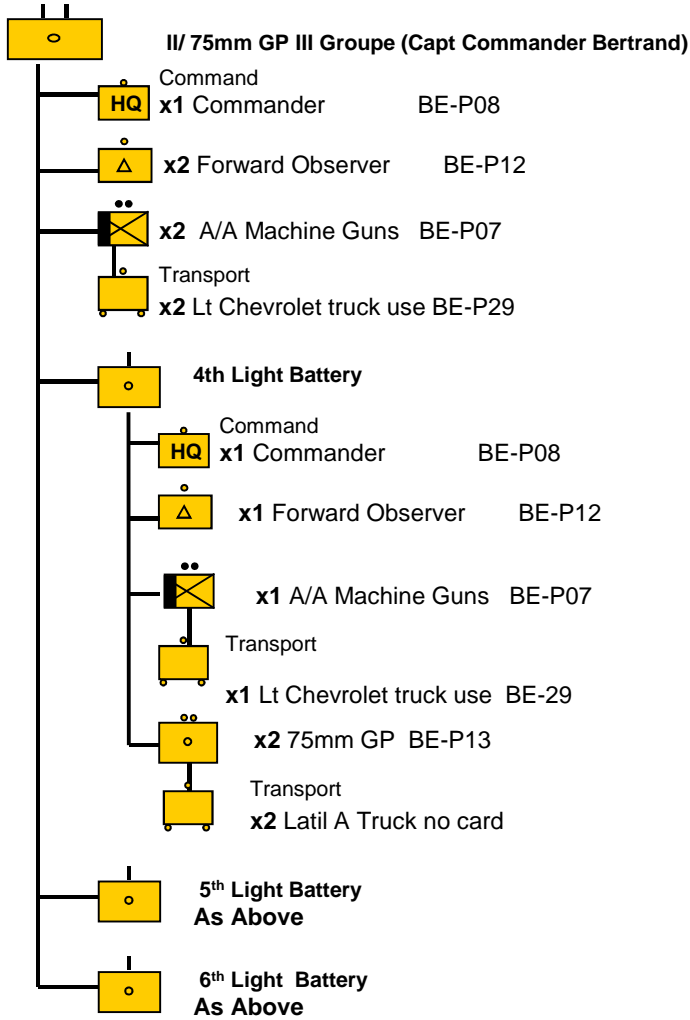 II/ 75mm GP III Groupe (Capt Commander Bertrand)
Command
HQ x1 Commander BE-P08
x2 Forward Observer BE-P12
x2 A/A Machine Guns BE-P07
Transport
x2 Lt Chevrolet truck use BE-P29
4th Light Battery
Command
HQ x1 Commander BE-P08
x1 Forward Observer BE-P12
x1 A/A Machine Guns BE-P07
Transport
x1 Lt Chevrolet truck use BE-29
x2 75mm GP BE-P13
Transport
x2 Latil A Truck no card
5th Light Battery
As Above
6th Light Battery
As Above